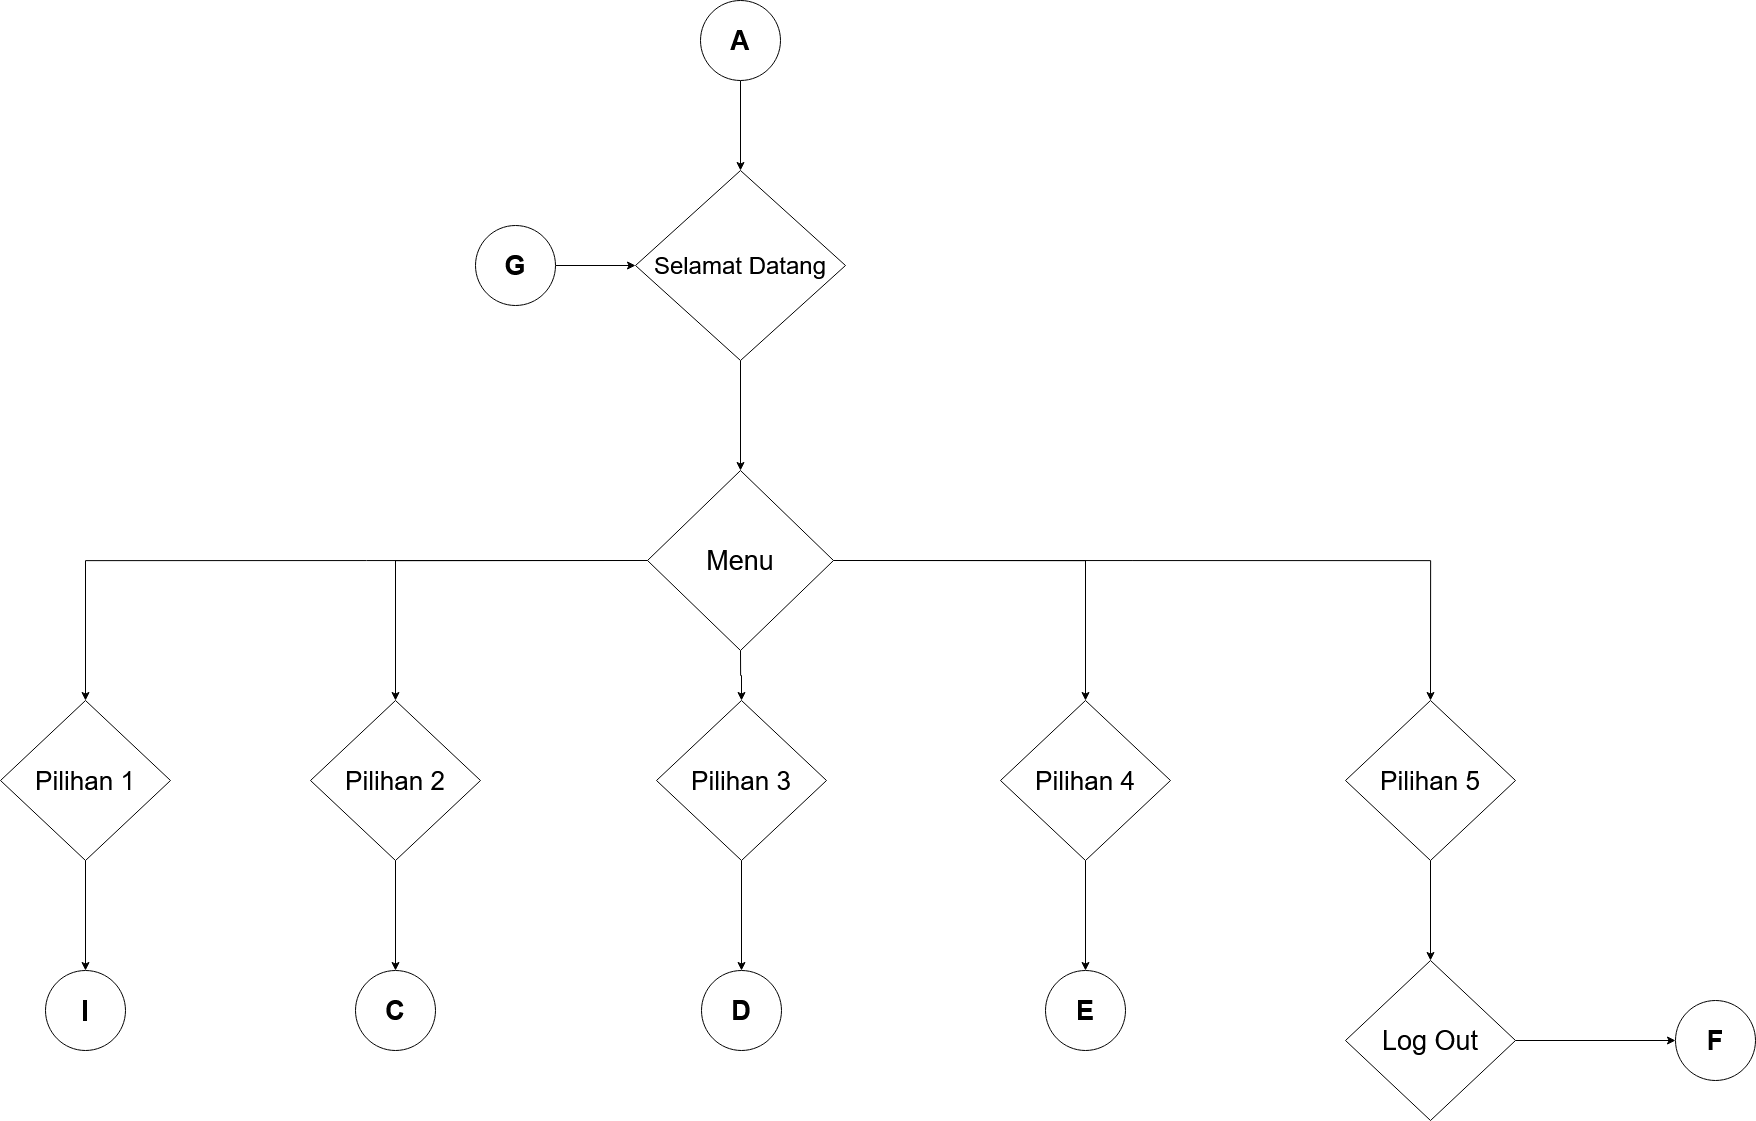 A
G
Selamat Datang
Menu
Pilihan 1
Pilihan 2
Pilihan 3
Pilihan 4
Pilihan 5
I
C
D
E
Log Out
F